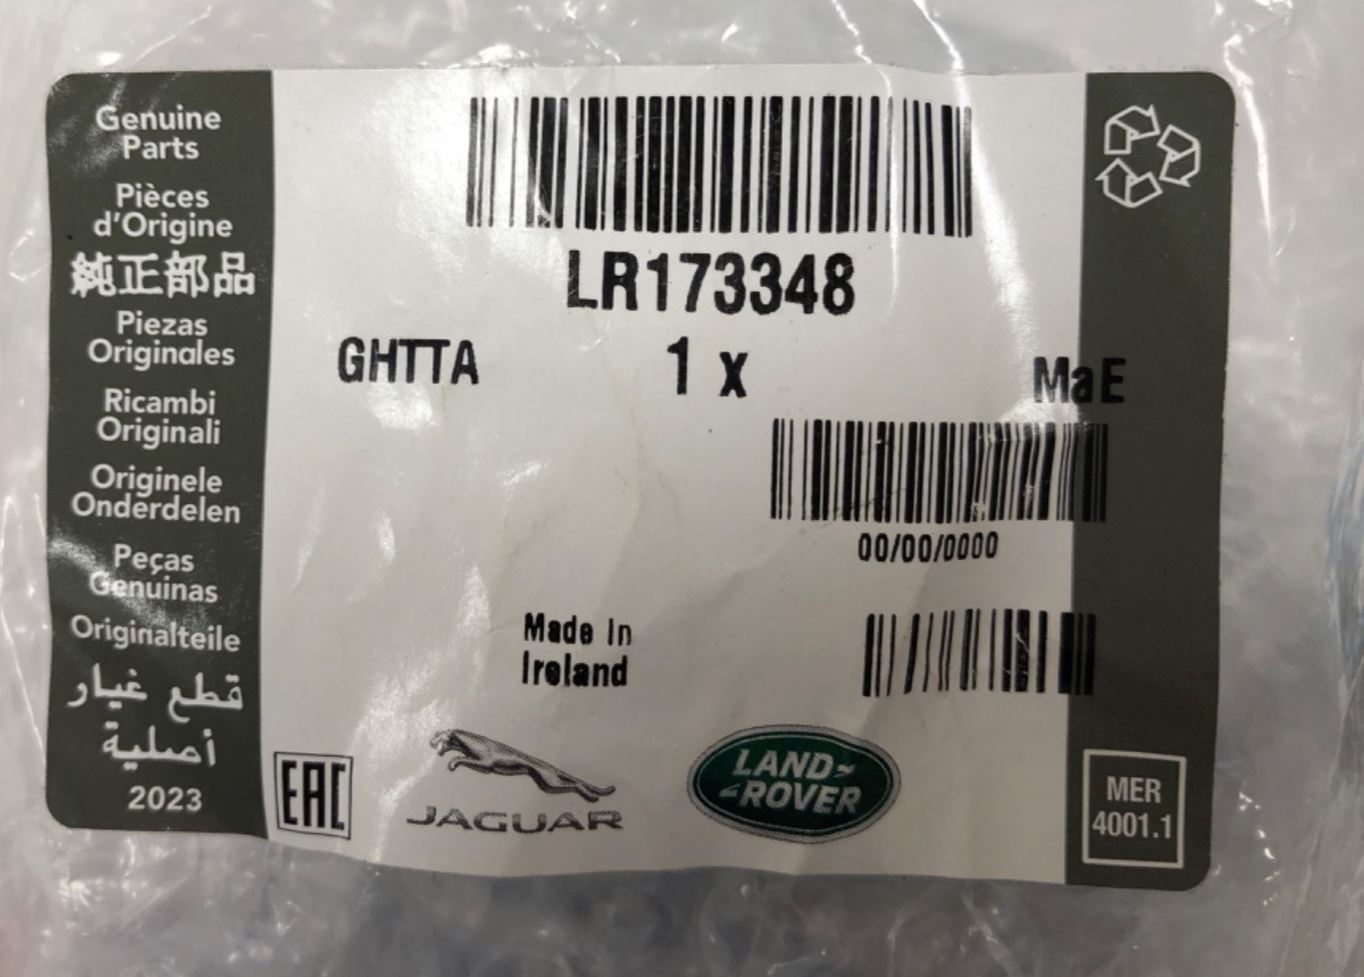 Genuine
Parts
Pièces
d'Origine
純正部品
Piezas
Originales
Ricambi
Originali
Originele
Onderdelen
Peças
Genuinas
Originalteile
قطع غيار
أصلية
2023
LR173348
GHTTA
1 x
MaE
00/00/0000
Made In
Ireland
EAC
JAGUAR
LAND
ROVER
MER
4001.1